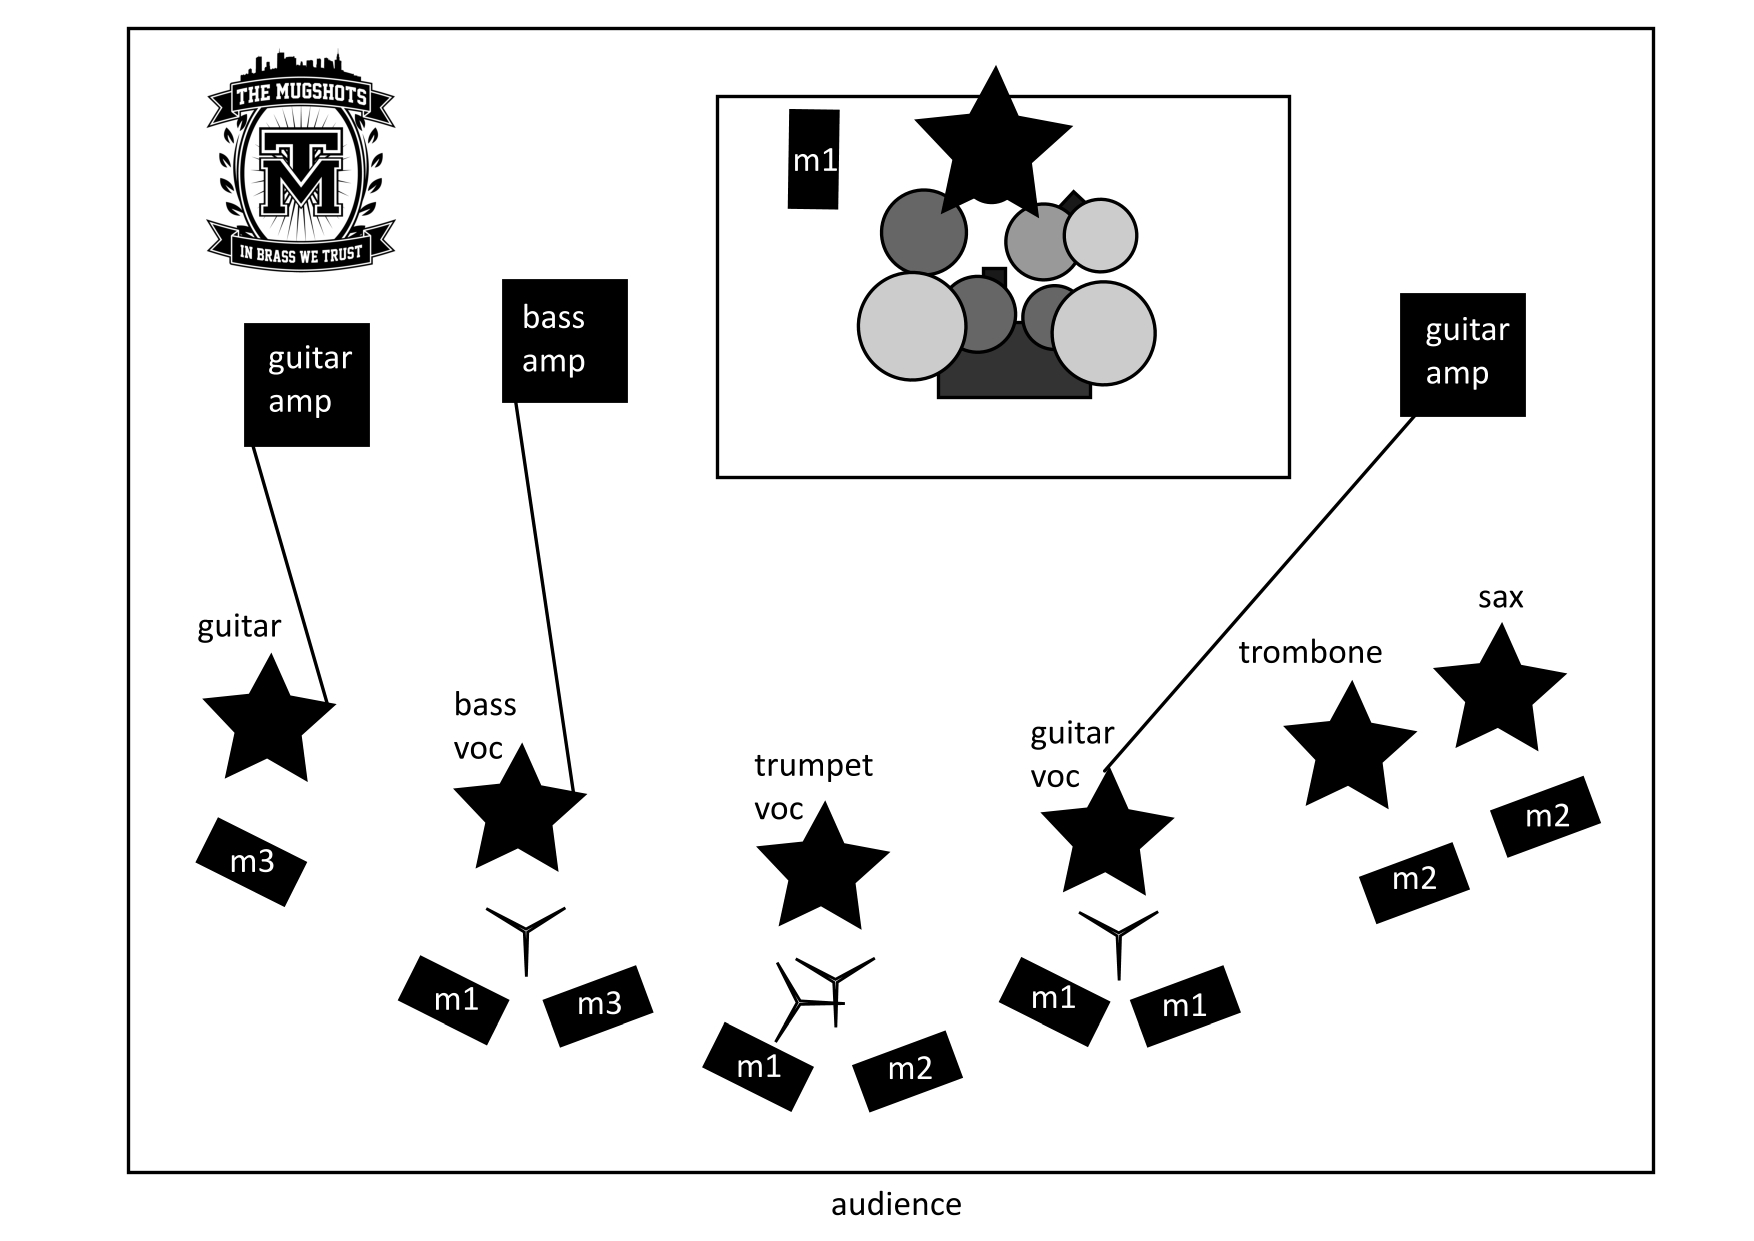 THE MUGSHOTS
TM
IN BRASS WE TRUST
m1
bass
amp
guitar
amp
guitar
amp
sax
guitar
trombone
bass
voc
guitar
voc
trumpet
voc
m2
m3
m2
m1
m3
m1
m1
m1
m2
audience